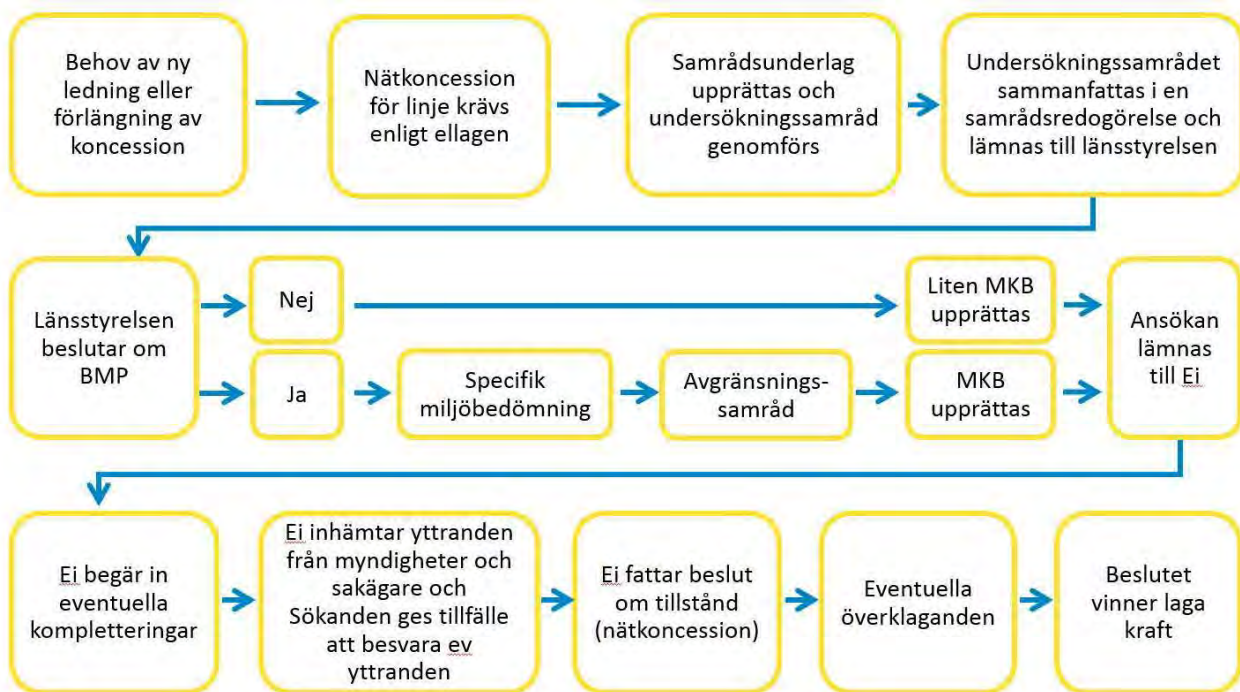 Behov av ny
ledning eller
förlängning av
koncession
Nätkoncession
för linje krävs
enligt ellagen
Samrådsunderlag
upprättas och
undersökningssamråd
genomförs
Undersökningssamrådet
sammanfattas i en
samrådsredogörelse och
lämnas till länsstyrelsen
Länsstyrelsen
beslutar om
BMP
Nej
Liten MKB
upprättas
Ja
Specifik
miljöbedömning
Avgränsnings-
samråd
MKB
upprättas
Ansökan
lämnas
till Ei
Ei begär in
eventuella
kompletteringar
Ei inhämtar yttranden
från myndigheter och
sakägare och
Sökanden ges tillfälle
att besvara ev
yttranden
Ei fattar beslut
om tillstånd
(nätkoncession)
Eventuella
överklaganden
Beslutet
vinner laga
kraft